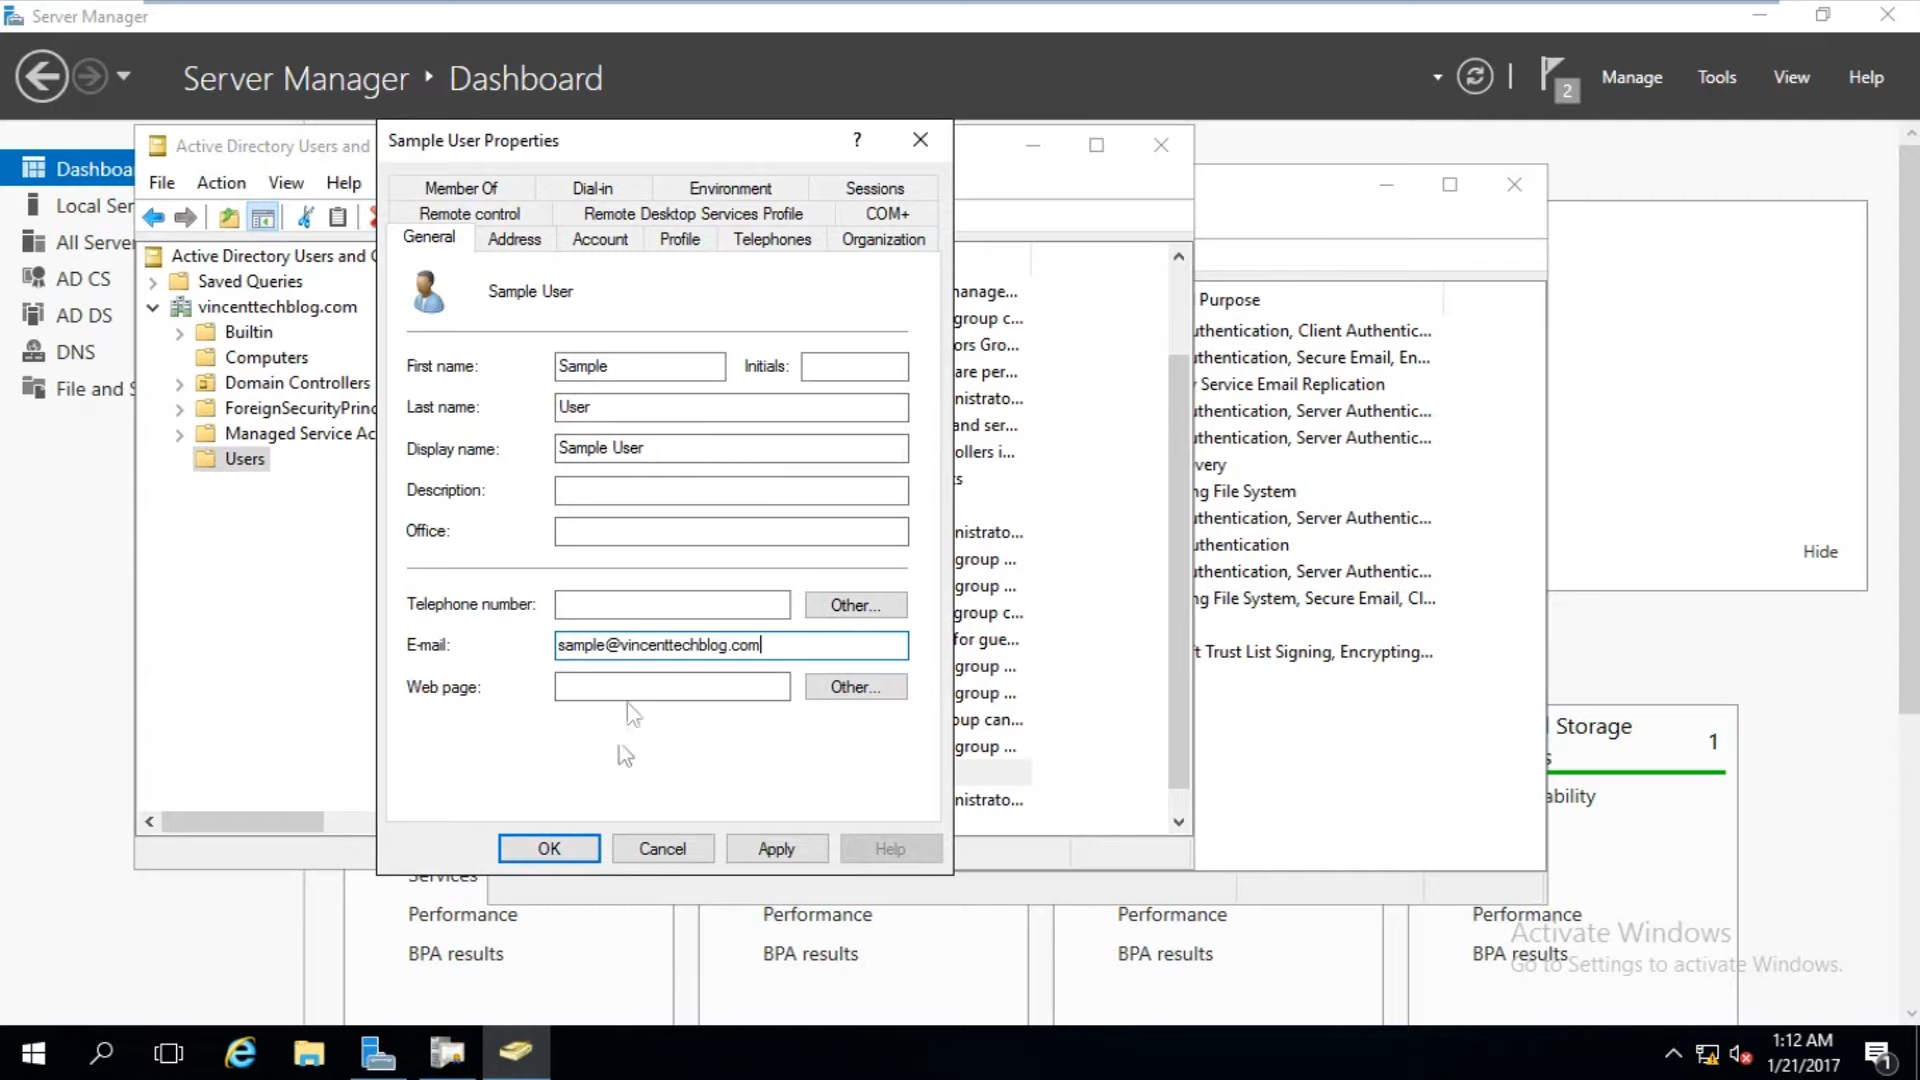 Server Manager
Server Manager • Dashboard
2
Manage
Tools
View
Help
Dashboa
Local Ser
All Serve
AD CS
AD DS
DNS
File and S
Active Directory Users and
File
Action
View
Help
Active Directory Users and C
Saved Queries
vincenttechblog.com
Builtin
Computers
Domain Controllers
ForeignSecurityPrinc
Managed Service Ac
Users
Sample User Properties
Member Of
Dial-in
Environment
Sessions
Remote control
Remote Desktop Services Profile
COM+
General
Address
Account
Profile
Telephones
Organization
Sample User
First name:
Sample
Initials:
Last name:
User
Display name:
Sample User
Description:
Office:
Telephone number:
Other...
E-mail:
sample@vincenttechblog.com
Web page:
Other...
OK
Cancel
Apply
Help
manage...
group c...
ors Gro...
are per...
nistrato...
and ser...
ollers i...
s
nistrato...
group ...
group ...
group c...
for gue...
group ...
group ...
oup can...
group ...
nistrato...
Purpose
uthentication, Client Authentic...
uthentication, Secure Email, En...
y Service Email Replication
uthentication, Server Authentic...
uthentication, Server Authentic...
very
ng File System
uthentication, Server Authentic...
uthentication
uthentication, Server Authentic...
ng File System, Secure Email, Cl...
t Trust List Signing, Encrypting...
Hide
Storage
1
s
ability
Services
Performance
BPA results
Performance
BPA results
Performance
BPA results
Performance
BPA results
Activate Windows
Go to Settings to activate Windows.
1:12 AM
1/21/2017
1